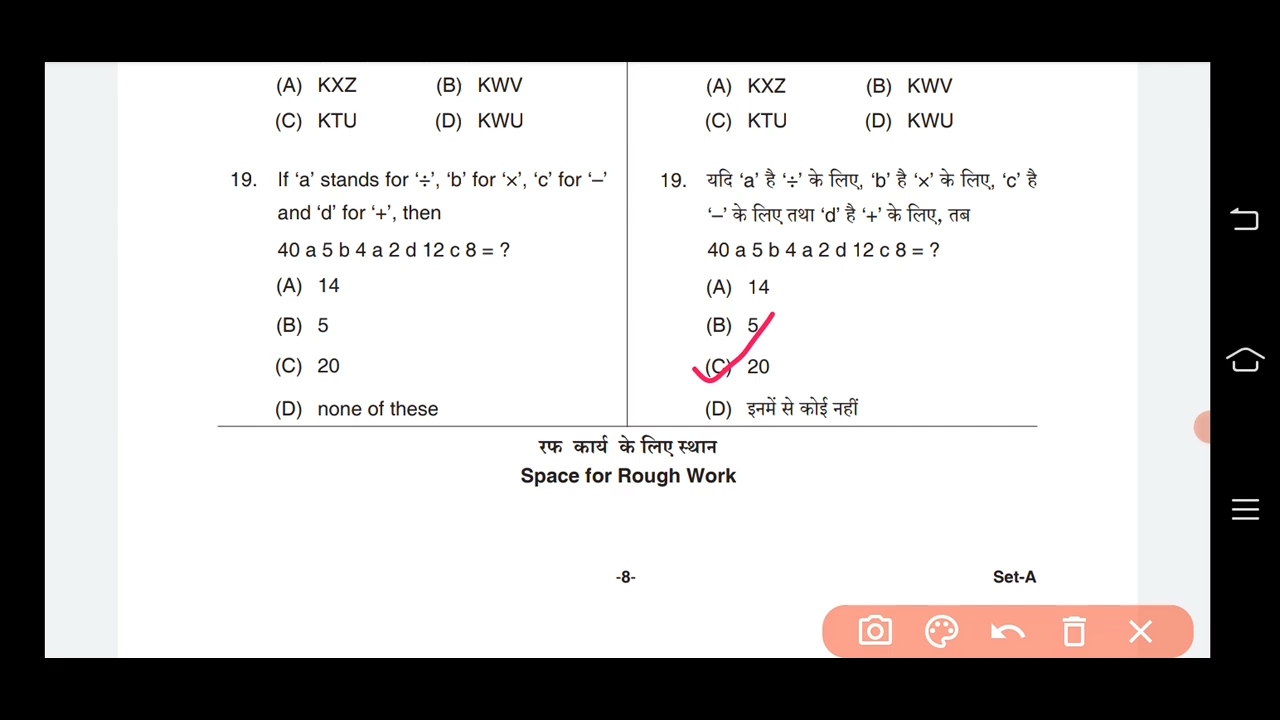 (A) KXZ (B) KWV
(C) KTU (D) KWU
19. If ‘a’ stands for ‘÷’, ‘b’ for ‘×’, ‘c’ for ‘–’
and ‘d’ for ‘+’, then
40 a 5 b 4 a 2 d 12 c 8 = ?
(A) 14
(B) 5
(C) 20
(D) none of these
(A) KXZ (B) KWV
(C) KTU (D) KWU
19. यदि ‘a’ है ‘÷’ के लिए, ‘b’ है ‘×’ के लिए, ‘c’ है
‘–’ के लिए तथा ‘d’ है ‘+’ के लिए, तब
40 a 5 b 4 a 2 d 12 c 8 = ?
(A) 14
(B) 5
(C) 20
(D) इनमें से कोई नहीं
रफ कार्य के लिए स्थान
Space for Rough Work
-8-
Set-A